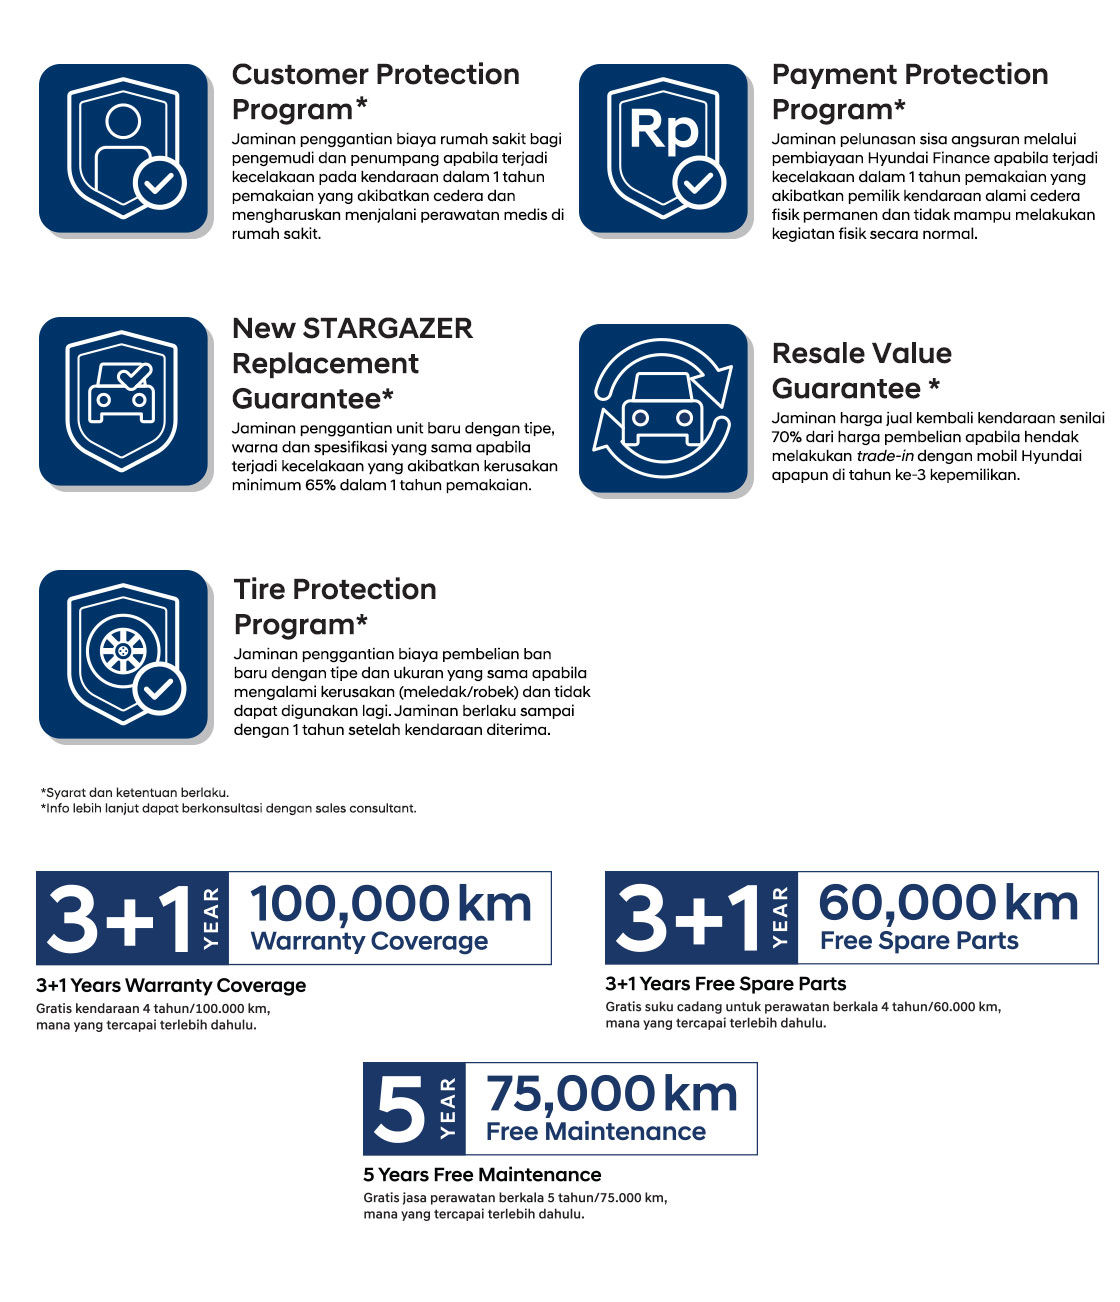 Customer Protection
Program*
Jaminan penggantian biaya rumah sakit bagi
pengemudi dan penumpang apabila terjadi
kecelakaan pada kendaraan dalam 1 tahun
pemakaian yang akibatkan cedera dan
mengharuskan menjalani perawatan medis di
rumah sakit.
Rp
Payment Protection
Program*
Jaminan pelunasan sisa angsuran melalui
pembiayaan Hyundai Finance apabila terjadi
kecelakaan dalam 1 tahun pemakaian yang
akibatkan pemilik kendaraan alami cedera
fisik permanen dan tidak mampu melakukan
kegiatan fisik secara normal.
New STARGAZER
Replacement
Guarantee*
Jaminan penggantian unit baru dengan tipe,
warna dan spesifikasi yang sama apabila
terjadi kecelakaan yang akibatkan kerusakan
minimum 65% dalam 1 tahun pemakaian.
Resale Value
Guarantee *
Jaminan harga jual kembali kendaraan senilai
70% dari harga pembelian apabila hendak
melakukan trade-in dengan mobil Hyundai
apapun di tahun ke-3 kepemilikan.
Tire Protection
Program*
Jaminan penggantian biaya pembelian ban
baru dengan tipe dan ukuran yang sama apabila
mengalami kerusakan (meledak/robek) dan tidak
dapat digunakan lagi. Jaminan berlaku sampai
dengan 1 tahun setelah kendaraan diterima.
*Syarat dan ketentuan berlaku.
*Info lebih lanjut dapat berkonsultasi dengan sales consultant.
3+1 YEAR
100,000 km
Warranty Coverage
3+1 Years Warranty Coverage
Gratis kendaraan 4 tahun/100.000 km,
mana yang tercapai terlebih dahulu.
3+1 YEAR
60,000 km
Free Spare Parts
3+1 Years Free Spare Parts
Gratis suku cadang untuk perawatan berkala 4 tahun/60.000 km,
mana yang tercapai terlebih dahulu.
5 YEAR
75,000 km
Free Maintenance
5 Years Free Maintenance
Gratis jasa perawatan berkala 5 tahun/75.000 km,
mana yang tercapai terlebih dahulu.